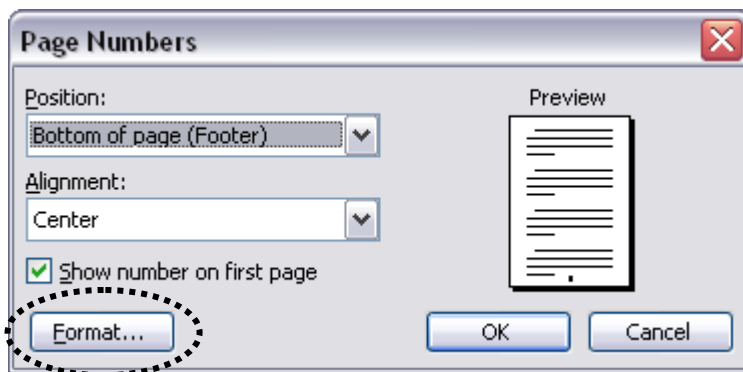 Page Numbers
Position:
Preview
Bottom of page (Footer)
Alignment:
Center
Show number on first page
Format...
OK
Cancel